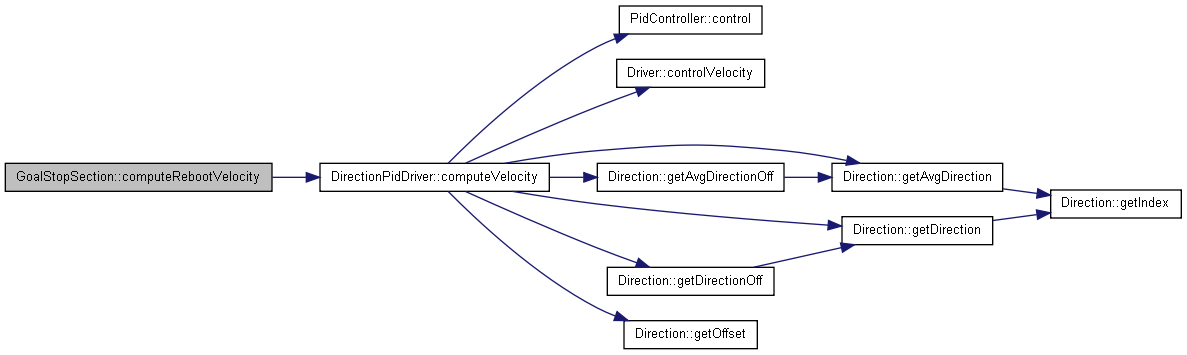 PidController::control
Driver::controlVelocity
GoalStopSection::computeRebootVelocity
DirectionPidDriver::computeVelocity
Direction::getAvgDirectionOff
Direction::getAvgDirection
Direction::getIndex
Direction::getDirection
Direction::getDirectionOff
Direction::getOffset